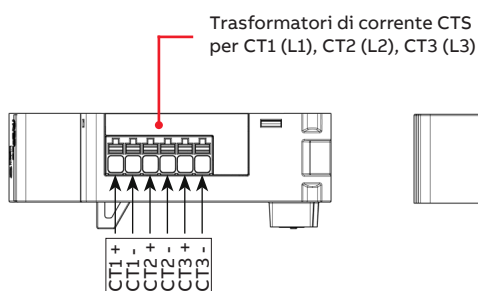 Trasformatori di corrente CTS
per CT1 (L1), CT2 (L2), CT3 (L3)
CT1 +
CT1 -
CT2 +
CT2 -
CT3 +
CT3 -